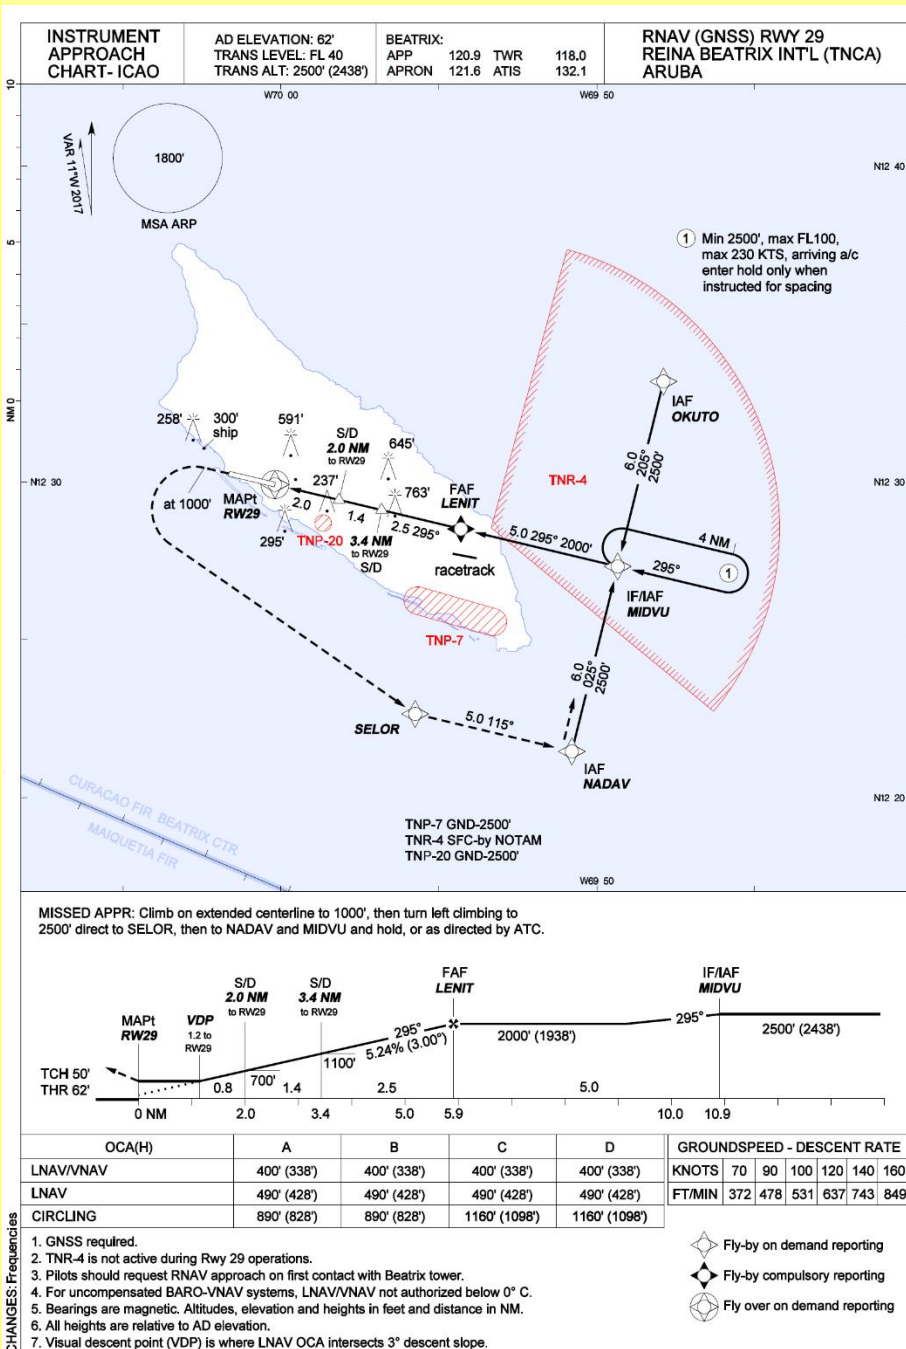 INSTRUMENT
APPROACH
CHART- ICAO
AD ELEVATION: 62'
TRANS LEVEL: FL 40
TRANS ALT: 2500' (2438')
BEATRIX:
APP 120.9 TWR 118.0
APRON 121.6 ATIS 132.1
RNAV (GNSS) RWY 29
REINA BEATRIX INT'L (TNCA)
ARUBA
10
W70 00
W69 50
VAR 11°W 2017
1800'
MSA ARP
N12 40
5
1 Min 2500', max FL100,
max 230 KTS, arriving a/c
enter hold only when
instructed for spacing
NM 0
IAF
OKUTO
6.0
205°
2500'
258'
300'
ship
591'
S/D
2.0 NM
to RW29
645'
N12 30
N12 30
at 1000'
MAPt
RW29
2.0
237'
1.4
763'
2.5 295°
FAF
LENIT
TNR-4
5.0 295° 2000'
4 NM
295°
1
295'
TNP-20
3.4 NM
to RW29
S/D
racetrack
IF/IAF
MIDVU
TNP-7
6.0
025°
2500'
SELOR
5.0 115°
IAF
NADAV
CURACAO FIR BEATRIX CTR
MAIQUETIA FIR
N12 20
TNP-7 GND-2500'
TNR-4 SFC-by NOTAM
TNP-20 GND-2500'
W69 50
MISSED APPR: Climb on extended centerline to 1000', then turn left climbing to
2500' direct to SELOR, then to NADAV and MIDVU and hold, or as directed by ATC.
MAPt
RW29
VDP
1.2 to
RW29
S/D
2.0 NM
to RW29
S/D
3.4 NM
to RW29
FAF
LENIT
IF/IAF
MIDVU
295°
5.24% (3.00°)
2000' (1938')
295°
2500' (2438')
TCH 50'
THR 62'
700'
1100'
0.8 1.4 2.5 5.0
0 NM 2.0 3.4 5.0 5.9 10.0 10.9
OCA(H) A B C D
LNAV/VNAV 400' (338') 400' (338') 400' (338') 400' (338')
LNAV 490' (428') 490' (428') 490' (428') 490' (428')
CIRCLING 890' (828') 890' (828') 1160' (1098') 1160' (1098')
GROUNDSPEED - DESCENT RATE
KNOTS 70 90 100 120 140 160
FT/MIN 372 478 531 637 743 849
1. GNSS required.
2. TNR-4 is not active during Rwy 29 operations.
3. Pilots should request RNAV approach on first contact with Beatrix tower.
4. For uncompensated BARO-VNAV systems, LNAV/VNAV not authorized below 0° C.
5. Bearings are magnetic. Altitudes, elevation and heights in feet and distance in NM.
6. All heights are relative to AD elevation.
7. Visual descent point (VDP) is where LNAV OCA intersects 3° descent slope.
Fly-by on demand reporting
Fly-by compulsory reporting
Fly over on demand reporting
CHANGES: Frequencies